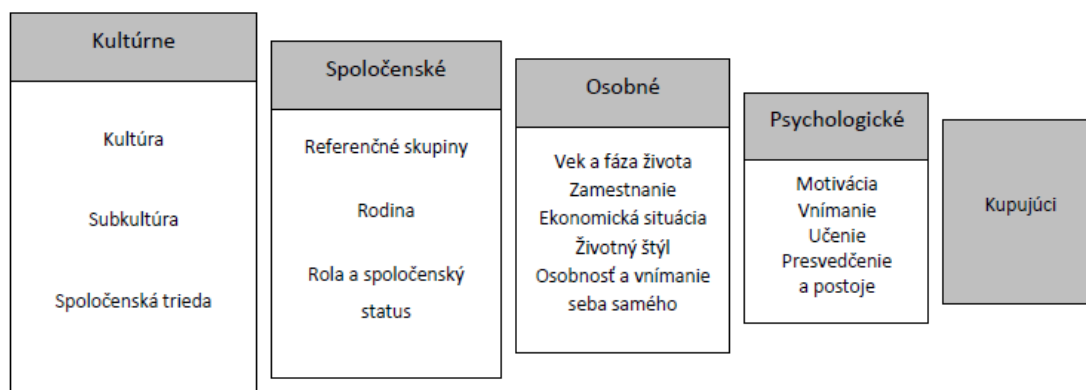 Kultúrne
Kultúra
Subkultúra
Spoločenská trieda
Spoločenské
Referenčné skupiny
Rodina
Rola a spoločenský
status
Osobné
Vek a fáza života
Zamestnanie
Ekonomická situácia
Životný štýl
Osobnosť a vnímanie
seba samého
Psychologické
Motivácia
Vnímanie
Učenie
Presvedčenie
a postoje
Kupujúci